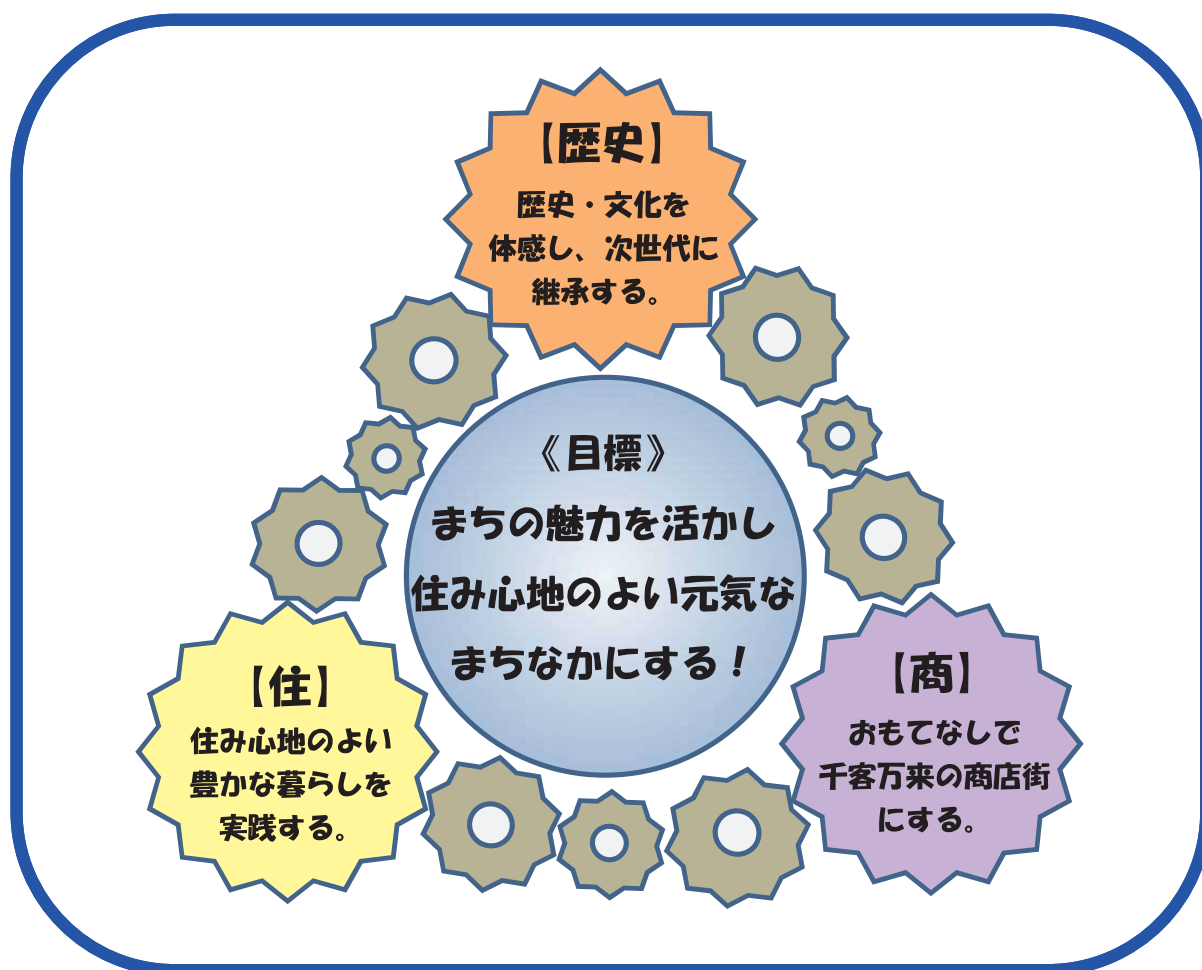 【歴史】
歴史・文化を
体感し、次世代に
継承する。
《目標》
まちの魅力を活かし
住み心地のよい元気な
まちなかにする!
【住】
住み心地のよい
豊かな暮らしを
実践する。
【商】
おもてなしで
千客万来の商店街
にする。